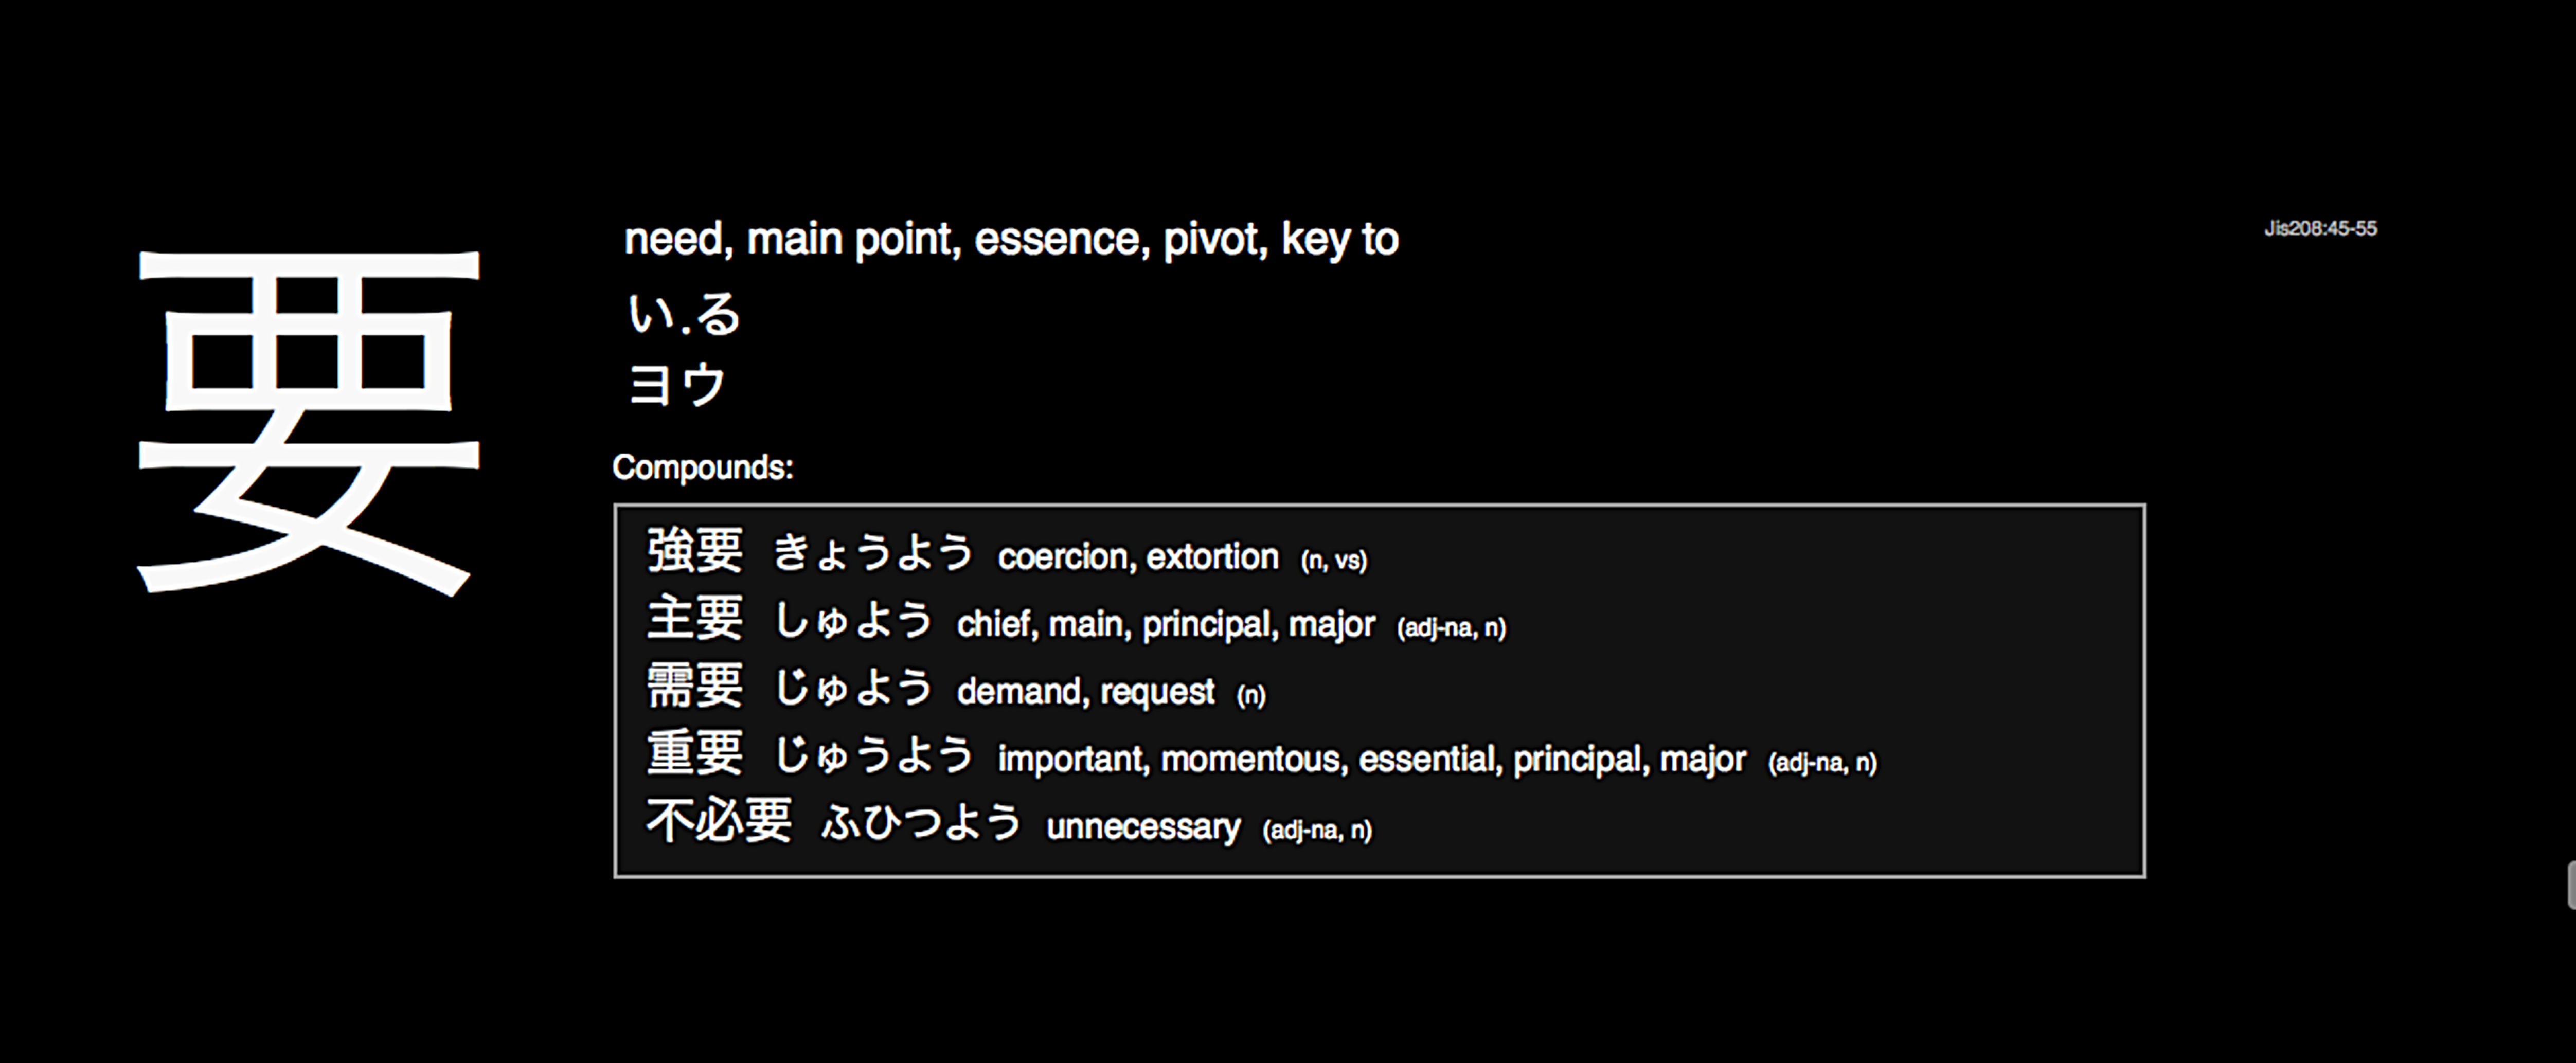 要
need, main point, essence, pivot, key to
Jis208:45-55
い.る
ヨウ
Compounds:
強要 きょうよう coercion, extortion (n, vs)
主要 しゅよう chief, main, principal, major (adj-na, n)
需要 じゅよう demand, request (n)
重要 じゅうよう important, momentous, essential, principal, major (adj-na, n)
不必要 ふひつよう unnecessary (adj-na, n)